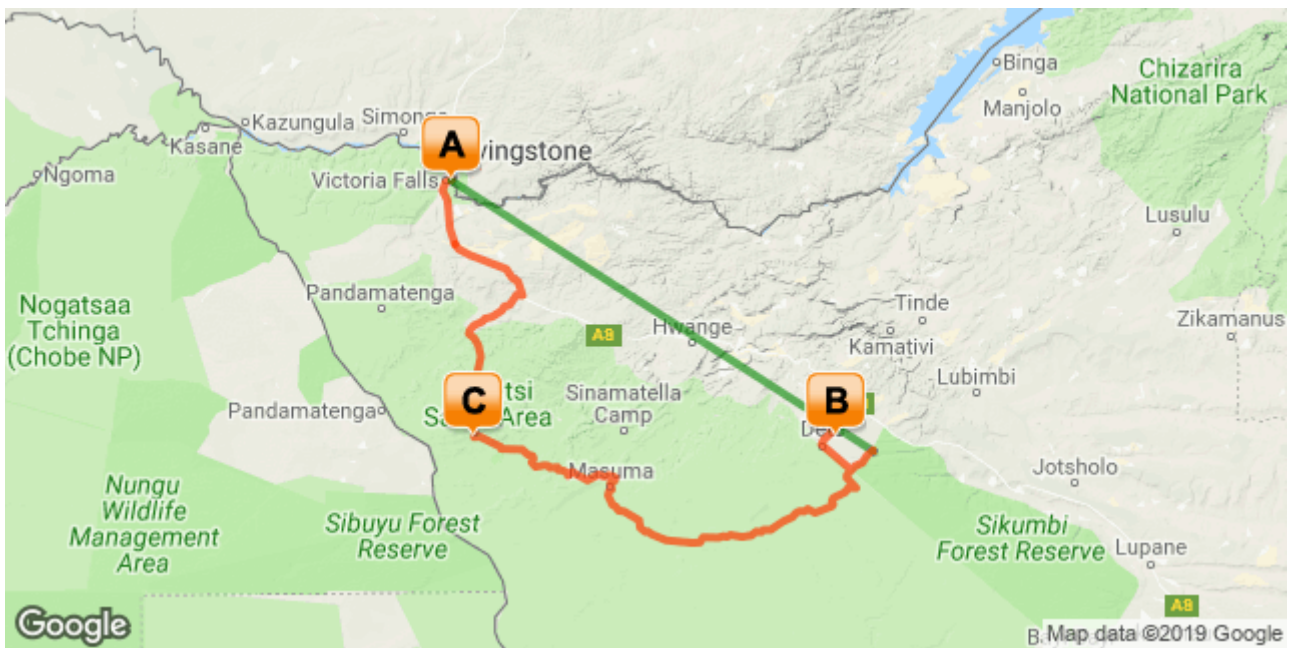 Binga
Chizarira
National Park
Manjolo
Kazungula
Kasane
A
vingstone
Ngoma
Victoria Falls
Lusulu
Pandamatenga
Tinde
Nogatsaa
Tchinga
(Chobe NP)
A8
Hwange
Zikamanus
Kamativi
Lubimbi
Sinamatella
Camp
C
tsi
Area
B
Pandamatenga
Masuma
Jotsholo
Nungu
Wildlife
Management
Area
Sibuyu Forest
Reserve
Sikumbi
Forest Reserve
Lupane
A8
Google
Map data ©2019 Google